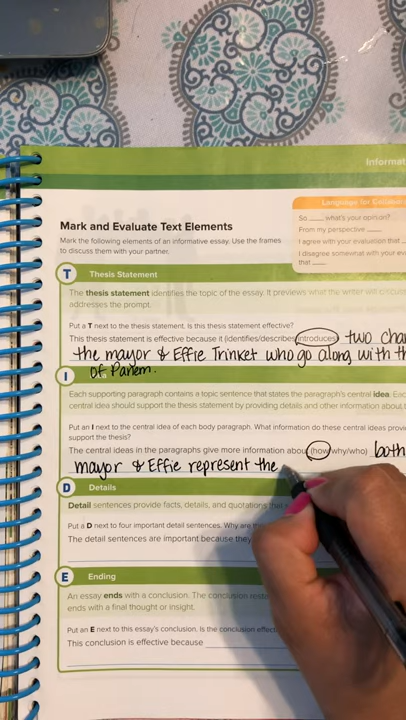 Informat
Language for Collabor
So ____ what's your opinion?
From my perspective ____
I agree with your evaluation that
I disagree somewhat with your eva
that ____.
Mark and Evaluate Text Elements
Mark the following elements of an informative essay. Use the frames
to discuss them with your partner.
T Thesis Statement
The thesis statement identifies the topic of the essay. It previews what the writer will discuss
addresses the prompt.
Put a T next to the thesis statement. Is this thesis statement effective?
This thesis statement is effective because it (identifies/describes/introduces) two char
the mayor & Effie Trinket who go along with th
of Panem.
I
Each supporting paragraph contains a topic sentence that states the paragraph's central idea. Eac
central idea should support the thesis statement by providing details and other information about
Put an I next to the central idea of each body paragraph. What information do these central ideas provi
support the thesis?
The central ideas in the paragraphs give more information about (how/why/who) both
mayor & Effie represent the
D Details
Detail sentences provide facts, details, and quotations that
Put a D next to four important detail sentences. Why are the
The detail sentences are important because they
E Ending
An essay ends with a conclusion. The conclusion resta
ends with a final thought or insight.
Put an E next to this essay's conclusion. Is the conclusion effecti
This conclusion is effective because